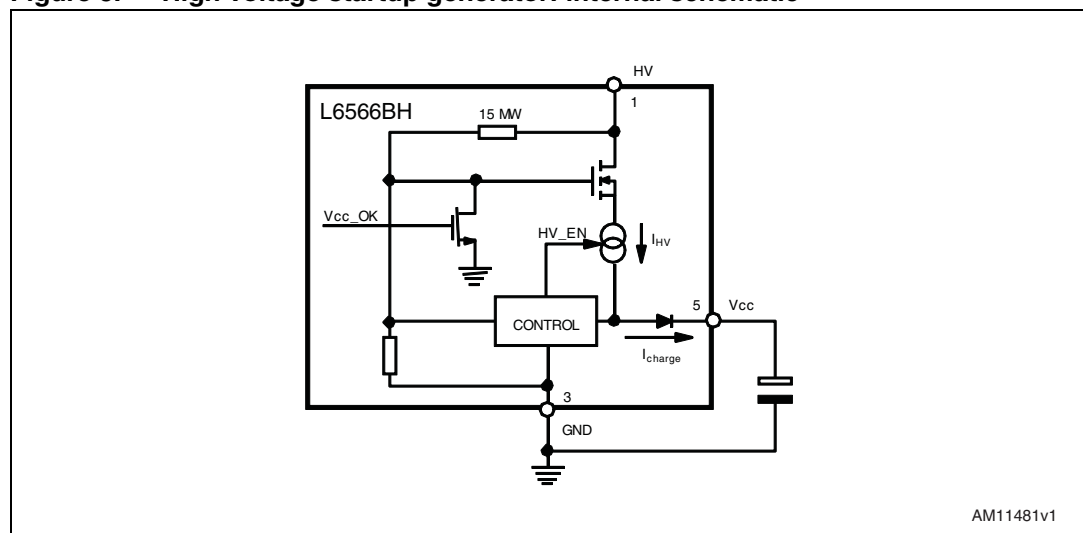 Figure
High voltage startup generator: internal schematic
HV
1
L6566BH
15 MW
Vcc_OK
HV_EN
IHV
5
Vcc
CONTROL
Icharge
3
GND
AM11481v1